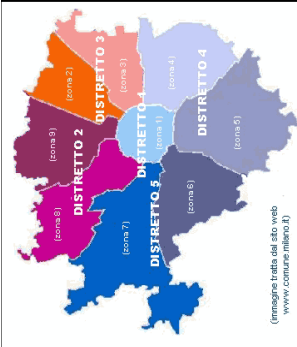 (zona 2)
DISTRETTO 3
(zona 3)
(zona 4)
DISTRETTO 4
(zona 9)
DISTRETTO 2
DISTRETTO 1
(zona 1)
(zona 5)
(zona 8)
(zona 7)
DISTRETTO 5
(zona 6)
(immagine tratta dal sito web
www.comune.milano.it)